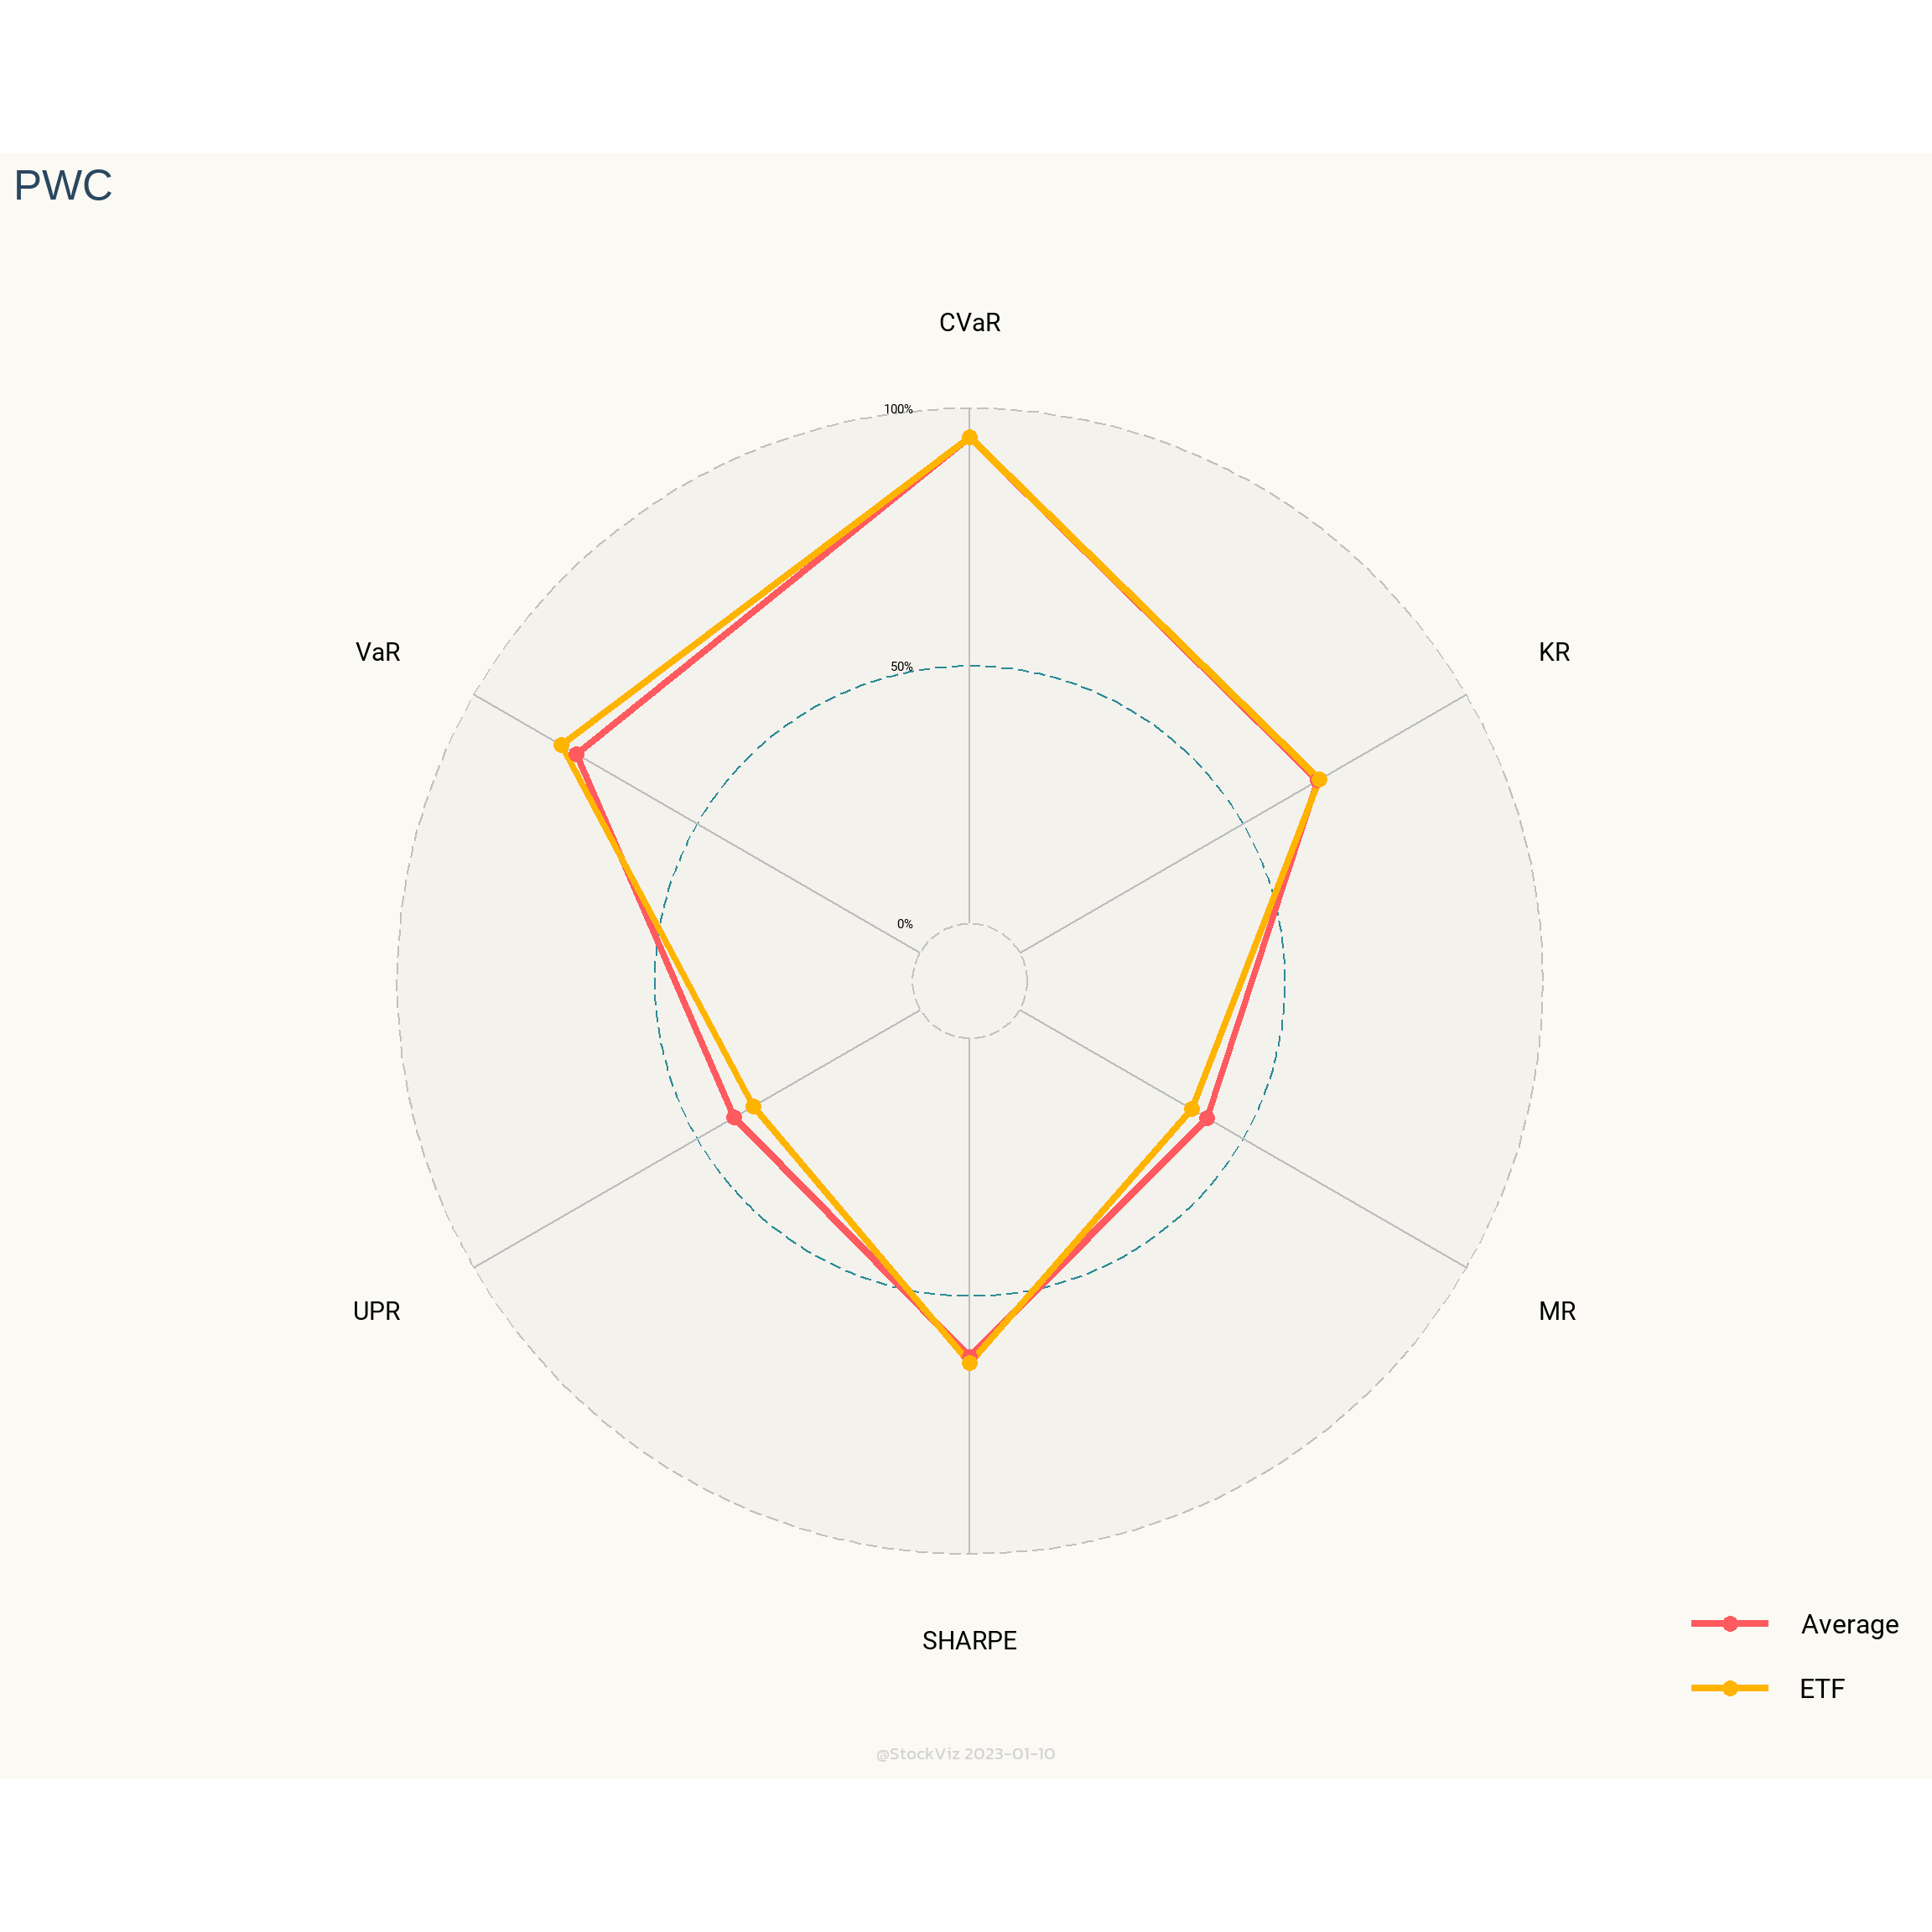 PWC
CVaR
100%
VaR
KR
50%
0%
UPR
MR
SHARPE
Average
ETF
@StockViz 2023-01-10